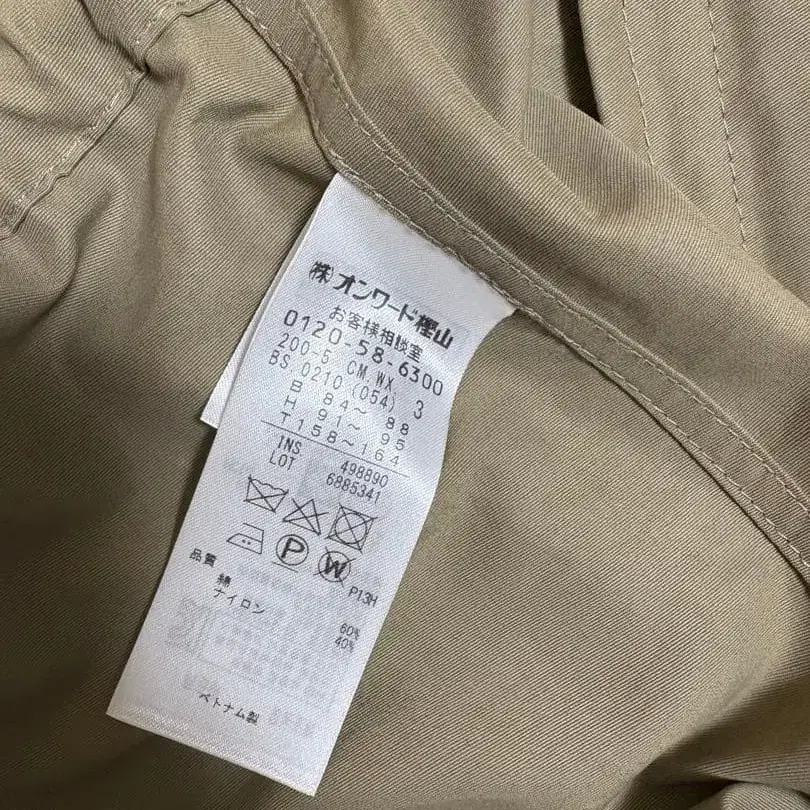 ㈱オンワード樫山
お客様相談室
0120-58-6300
200-5 CM.WX. 3
BS 0210 (054)
B 84～ 88
H 91～ 95
T 158～164
INS 498890
LOT 6885341
P W P13H
品質
綿 60%
ナイロン 40%
ベトナム製